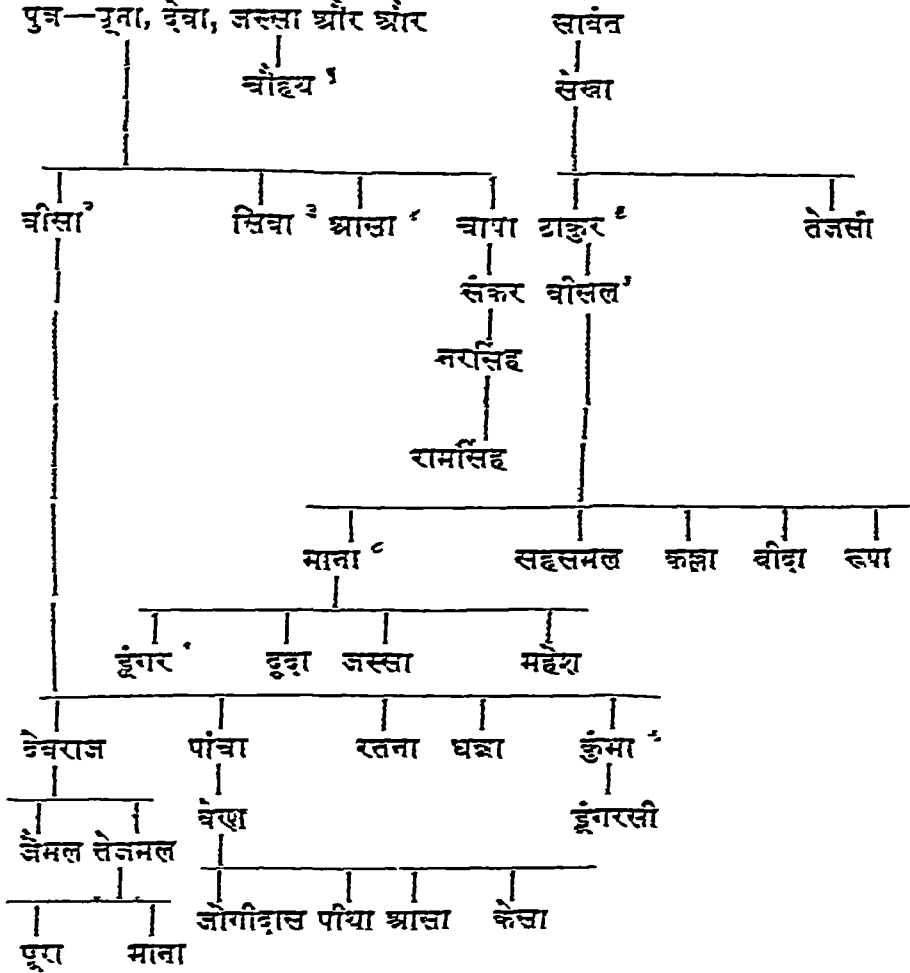 पुत्र—पूना, देवा, जस्सा और और सावंत
चौहथ सेखा
बीसा सिवा आसा चापा ठाकुर तेजसी
संकर वीसल
नरसिंह
रामसिंह
माना सहसमल कल्ला बीदा रूपा
डूंगर दूदा जस्सा महेश
देवराज पांचा रतना धन्ना कुंभा
वैण डूंगरसी
जैमल तेजमल
जोगीदास पीथा आसा केसा
पूरा माना